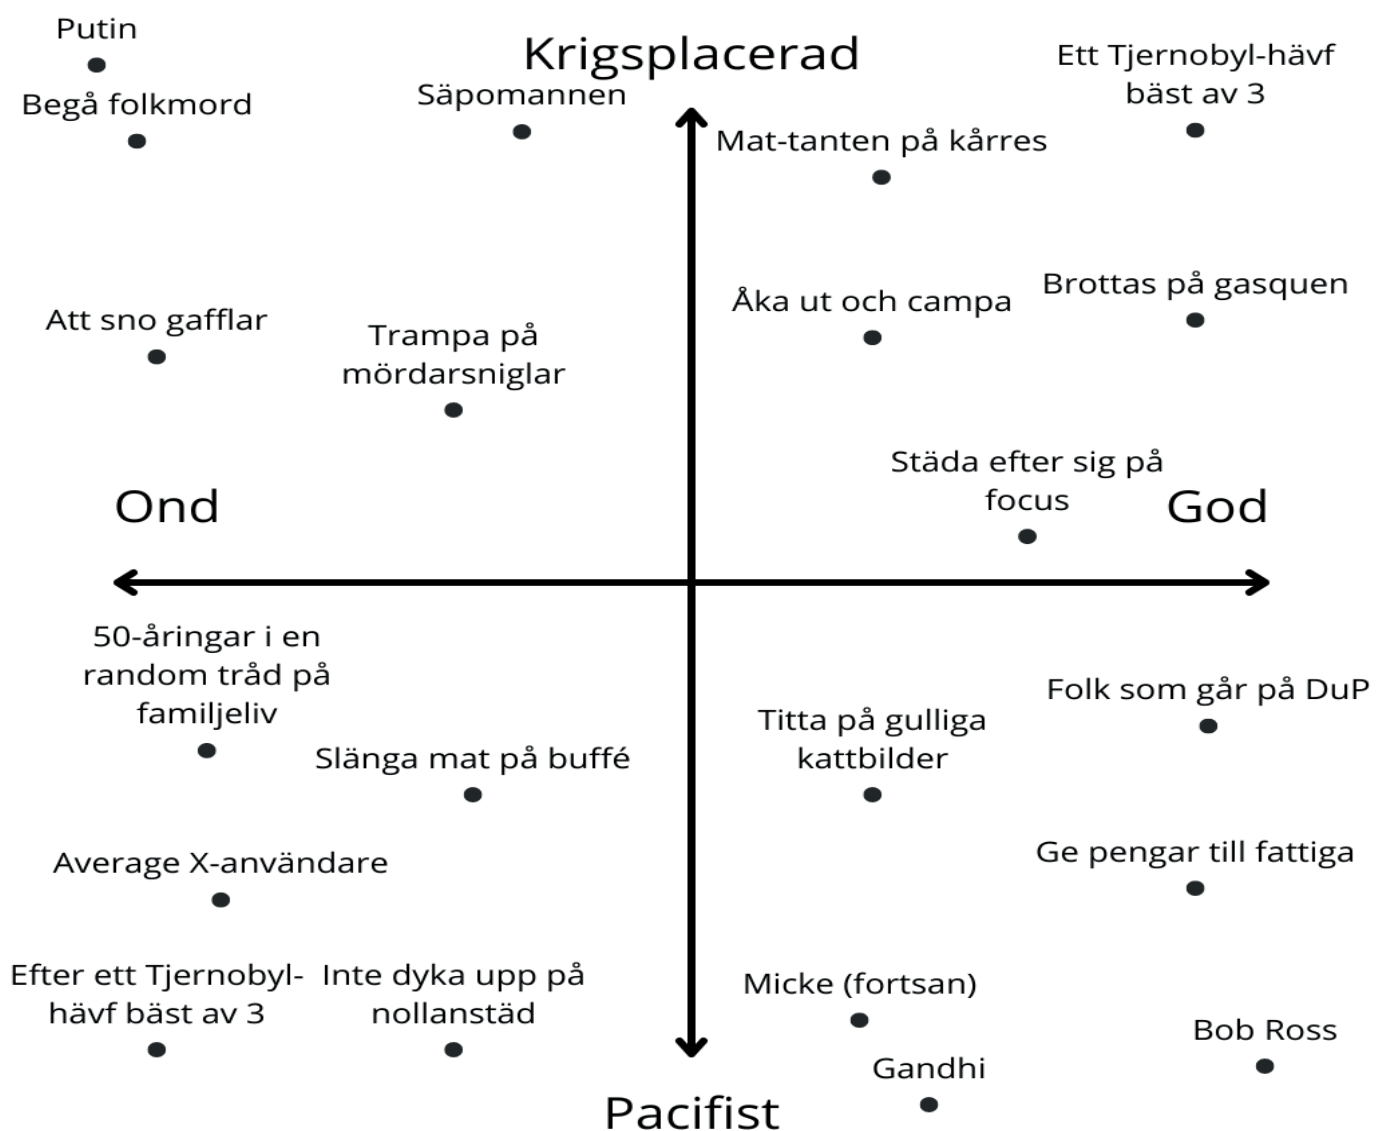 Putin
Krigsplacerad
Ett Tjernobyl-hävf
bäst av 3
Begå folkmord
Säpomannen
Mat-tanten på kårres
Att sno gafflar
Trampa på
mördarsniglar
Åka ut och campa
Brottas på gasquen
Städa efter sig på
focus
Ond
God
50-åringar i en
random tråd på
familjeliv
Slänga mat på buffé
Titta på gulliga
kattbilder
Folk som går på DuP
Average X-användare
Ge pengar till fattiga
Efter ett Tjernobyl-
hävf bäst av 3
Inte dyka upp på
nollanstäd
Micke (fortsan)
Bob Ross
Gandhi
Pacifist